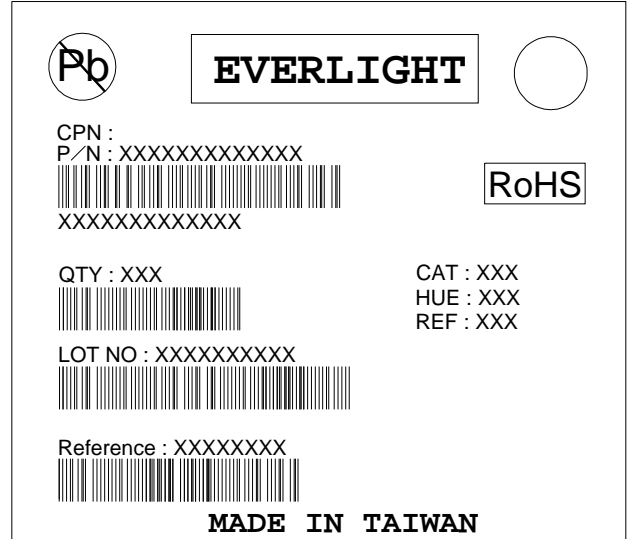 Pb
EVERLIGHT
CPN :
P/N : XXXXXXXXXXXXX
RoHS
XXXXXXXXXXXXX
QTY : XXX
CAT : XXX
HUE : XXX
REF : XXX
LOT NO : XXXXXXXXXX
Reference : XXXXXXXX
MADE IN TAIWAN